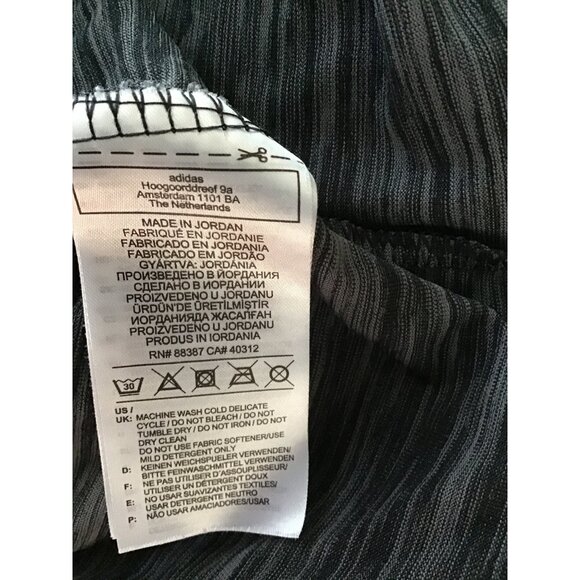 adidas
Hoogoorddreef 9a
Amsterdam 1101 BA
The Netherlands
MADE IN JORDAN
FABRIQUÉ EN JORDANIE
FABRICADO EN JORDANIA
FABRICADO EM JORDÃO
GYÁRTVA: JORDÁNIA
ПРОИЗВЕДЕНО В ЙОРДАНИЯ
СДЕЛАНО В ИОРДАНИИ
PROIZVEDENO U JORDANU
ÜRDÜN'DE ÜRETİLMİŞTİR
ИОРДАНИЯДА ЖАСАЛҒАН
PROIZVEDENO U JORDANU
PRODUS IN IORDANIA
RN# 88387 CA# 40312
30
US /
UK: MACHINE WASH COLD DELICATE
CYCLE / DO NOT BLEACH / DO NOT
TUMBLE DRY / DO NOT IRON / DO NOT
DRY CLEAN
DO NOT USE FABRIC SOFTENER/USE
MILD DETERGENT ONLY
D: KEINEN WEICHSPUELER VERWENDEN/
BITTE FEINWASCHMITTEL VERWENDEN
F: NE PAS UTILISER D'ASSOUPLISEUR/
UTILISER UN DÉTERGENT DOUX
E: NO USAR SUAVIZANTES TEXTILES/
USAR DETERGENTE NEUTRO
P: NÃO USAR AMACIADORES/USAR